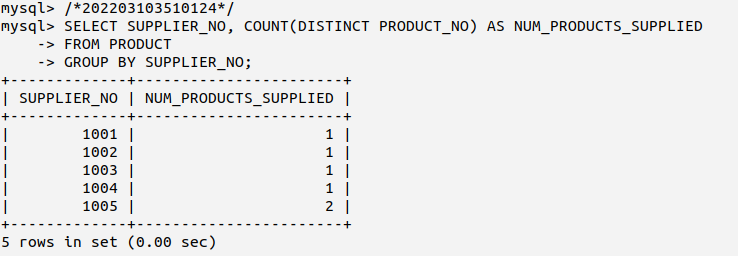 mysql> /*202203103510124*/
mysql> SELECT SUPPLIER_NO, COUNT(DISTINCT PRODUCT_NO) AS NUM_PRODUCTS_SUPPLIED
    -> FROM PRODUCT
    -> GROUP BY SUPPLIER_NO;
+-------------+-----------------------+
| SUPPLIER_NO | NUM_PRODUCTS_SUPPLIED |
+-------------+-----------------------+
|        1001 |                     1 |
|        1002 |                     1 |
|        1003 |                     1 |
|        1004 |                     1 |
|        1005 |                     2 |
+-------------+-----------------------+
5 rows in set (0.00 sec)